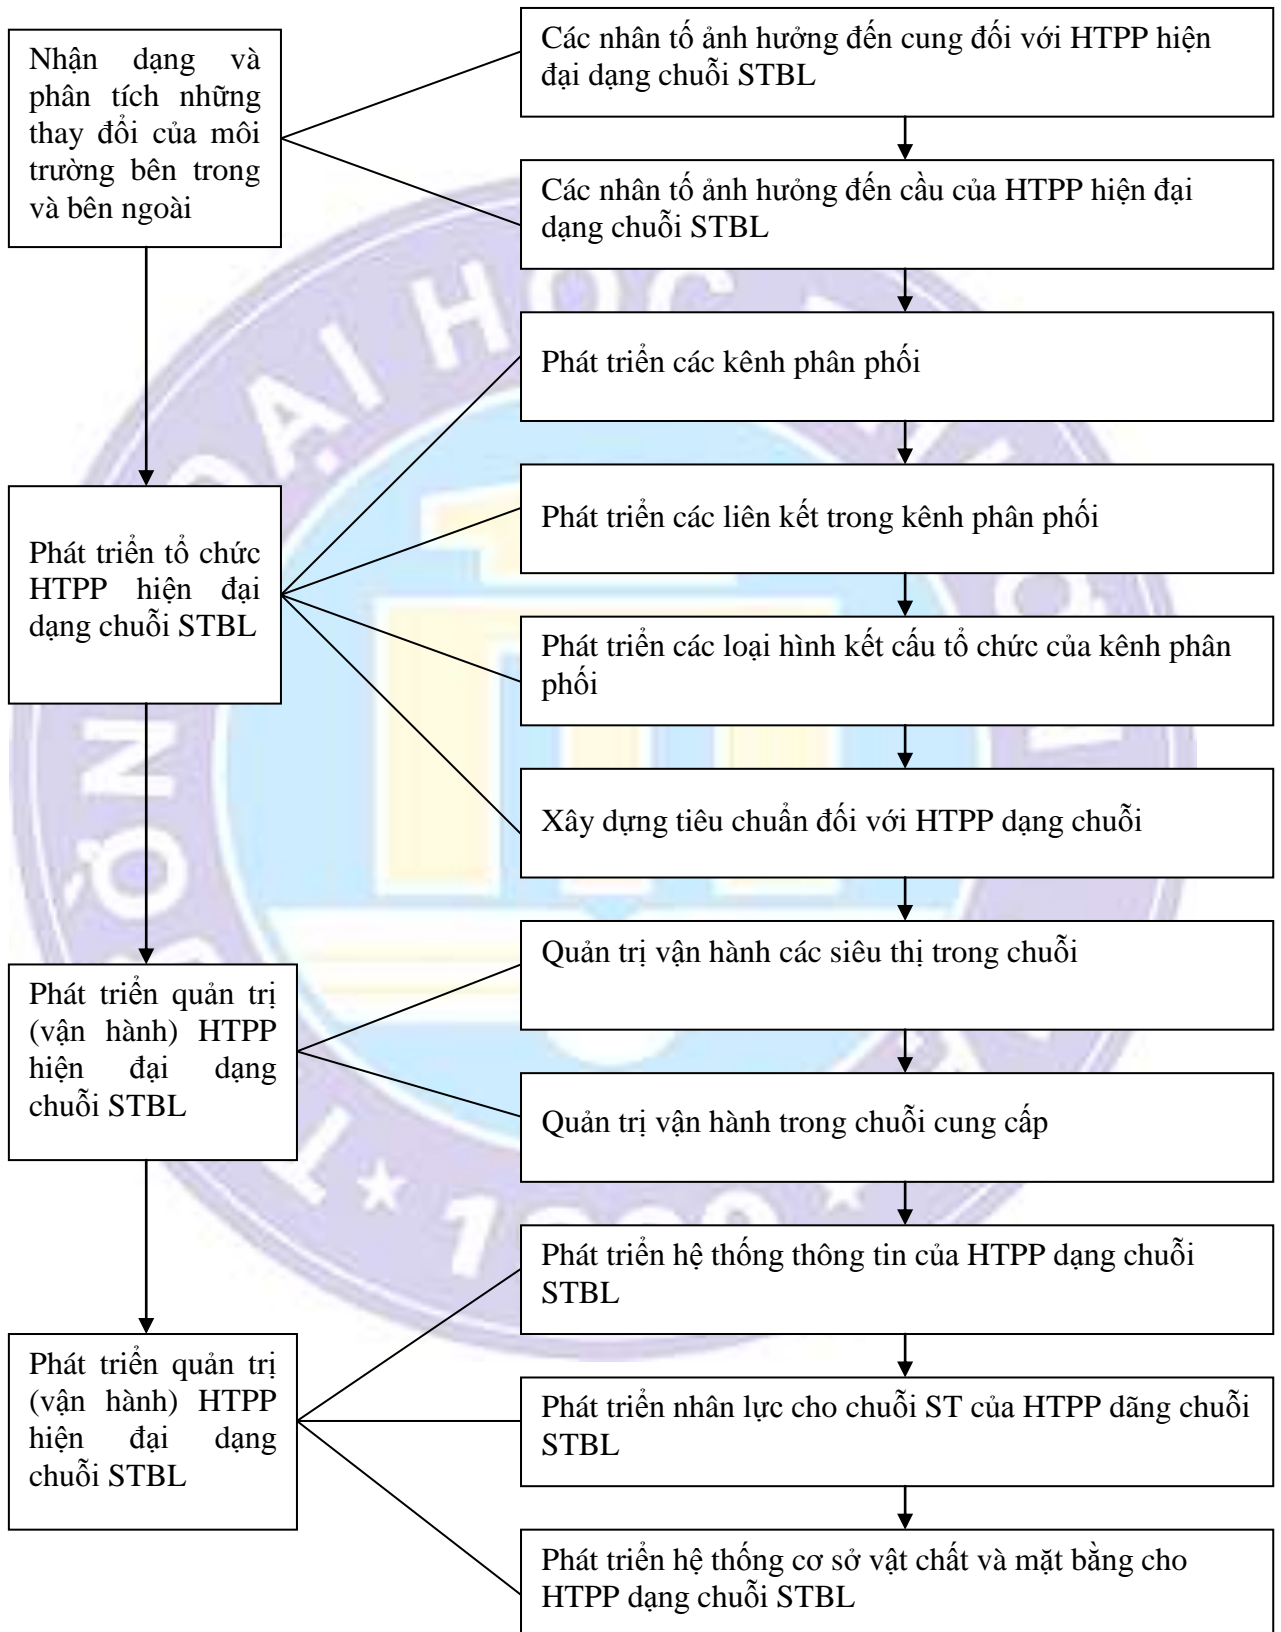 Nhận dạng và
phân tích những
thay đổi của môi
trường bên trong
và bên ngoài
Các nhân tố ảnh hưởng đến cung đối với HTPP hiện
đại dạng chuỗi STBL
Các nhân tố ảnh hưởng đến cầu của HTPP hiện đại
dạng chuỗi STBL
Phát triển tổ chức
HTPP hiện đại
dạng chuỗi STBL
Phát triển các kênh phân phối
Phát triển các liên kết trong kênh phân phối
Phát triển các loại hình kết cấu tổ chức của kênh phân
phối
Xây dựng tiêu chuẩn đối với HTPP dạng chuỗi
Phát triển quản trị
(vận hành) HTPP
hiện đại dạng
chuỗi STBL
Quản trị vận hành các siêu thị trong chuỗi
Quản trị vận hành trong chuỗi cung cấp
Phát triển quản trị
(vận hành) HTPP
hiện đại dạng
chuỗi STBL
Phát triển hệ thống thông tin của HTPP dạng chuỗi
STBL
Phát triển nhân lực cho chuỗi ST của HTPP dãng chuỗi
STBL
Phát triển hệ thống cơ sở vật chất và mặt bằng cho
HTPP dạng chuỗi STBL